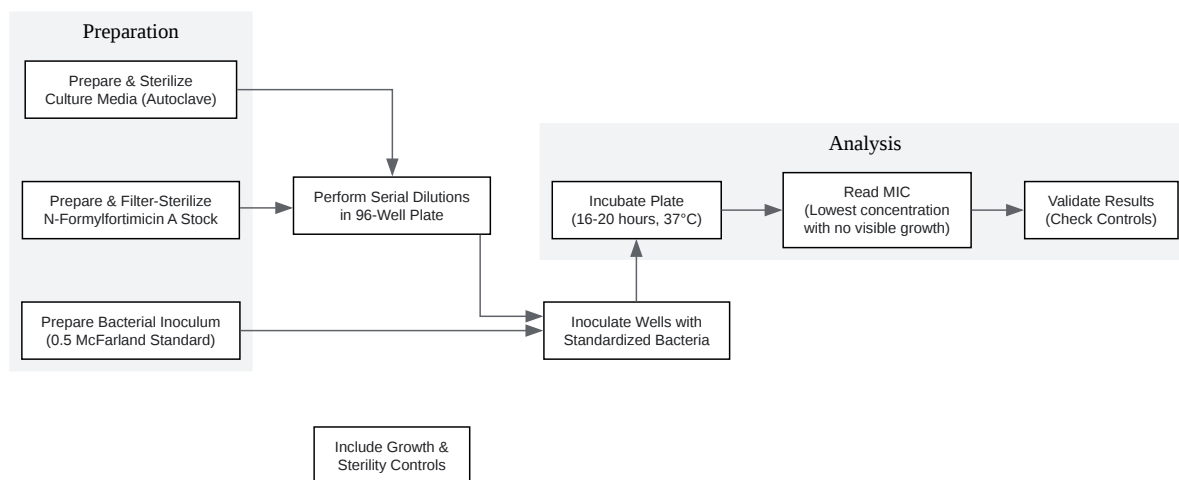 Preparation
Prepare & Sterilize
Culture Media (Autoclave)
Prepare & Filter-Sterilize
N-Formylfortimicin A Stock
Prepare Bacterial Inoculum
(0.5 McFarland Standard)
Perform Serial Dilutions
in 96-Well Plate
Inoculate Wells with
Standardized Bacteria
Include Growth &
Sterility Controls
Analysis
Incubate Plate
(16-20 hours, 37°C)
Read MIC
(Lowest concentration
with no visible growth)
Validate Results
(Check Controls)